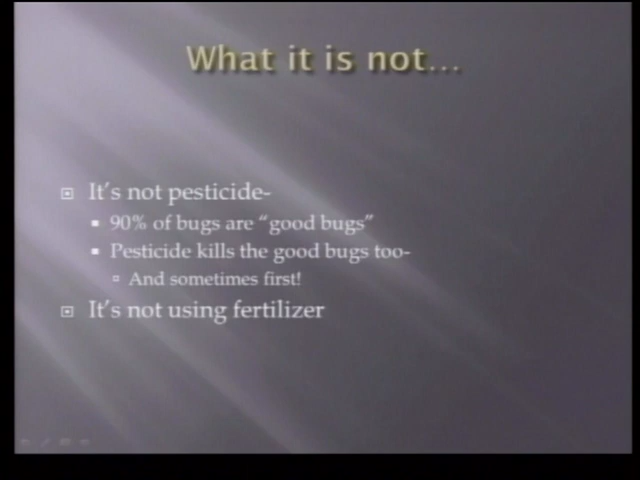 What it is not...
It's not pesticide-
90% of bugs are “good bugs”
Pesticide kills the good bugs too-
And sometimes first!
It's not using fertilizer